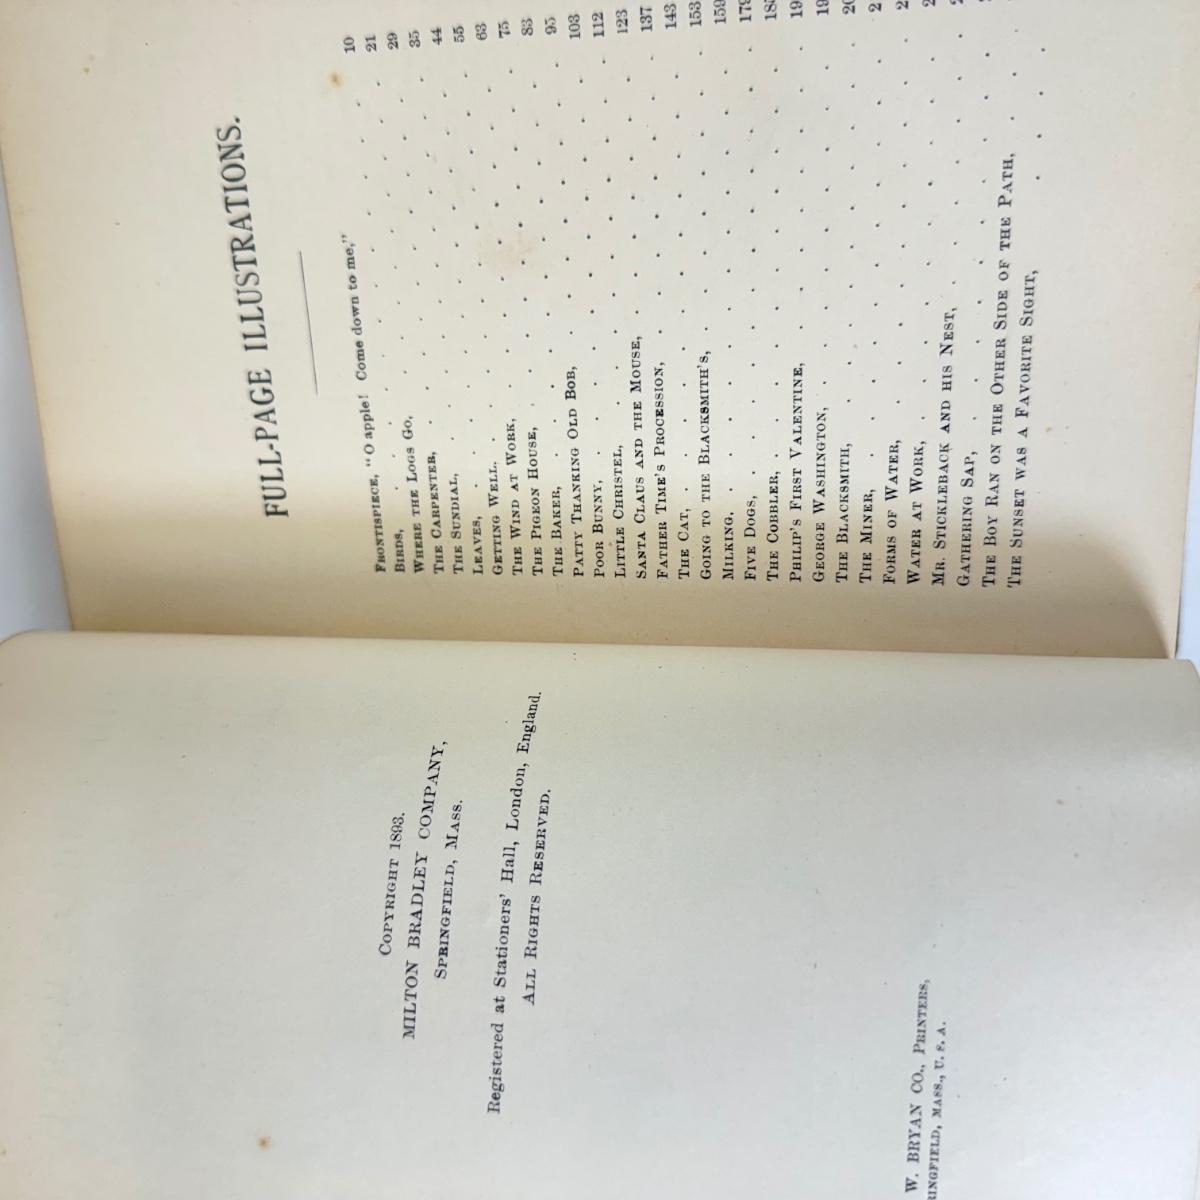 COPYRIGHT 1893.
MILTON BRADLEY COMPANY,
SPRINGFIELD, MASS.
Registered at Stationers' Hall, London, England.
ALL RIGHTS RESERVED.
W. BRYAN CO., PRINTERS,
MASS., U. S. A.
FULL-PAGE ILLUSTRATIONS.
FRONTISPIECE, "O apple! Come down to me," 10
BIRDS, 21
WHERE THE LOGS GO, 29
THE CARPENTER, 35
THE SUNDIAL, 44
LEAVES, 55
GETTING WELL. 63
THE WIND AT WORK, 75
THE PIGEON HOUSE, 83
THE BAKER, 95
PATTY THANKING OLD BOB, 103
POOR BUNNY, 112
LITTLE CHRISTEL, 123
SANTA CLAUS AND THE MOUSE, 137
FATHER TIME'S PROCESSION, 143
THE CAT, 153
GOING TO THE BLACKSMITH'S, 159
MILKING, 179
FIVE DOGS,
THE COBBLER,
PHILIP'S FIRST VALENTINE,
GEORGE WASHINGTON,
THE BLACKSMITH,
THE MINER,
FORMS OF WATER,
WATER AT WORK,
MR. STICKLEBACK AND HIS NEST,
GATHERING SAP,
THE BOY RAN ON THE OTHER SIDE OF THE PATH,
THE SUNSET WAS A FAVORITE SIGHT,